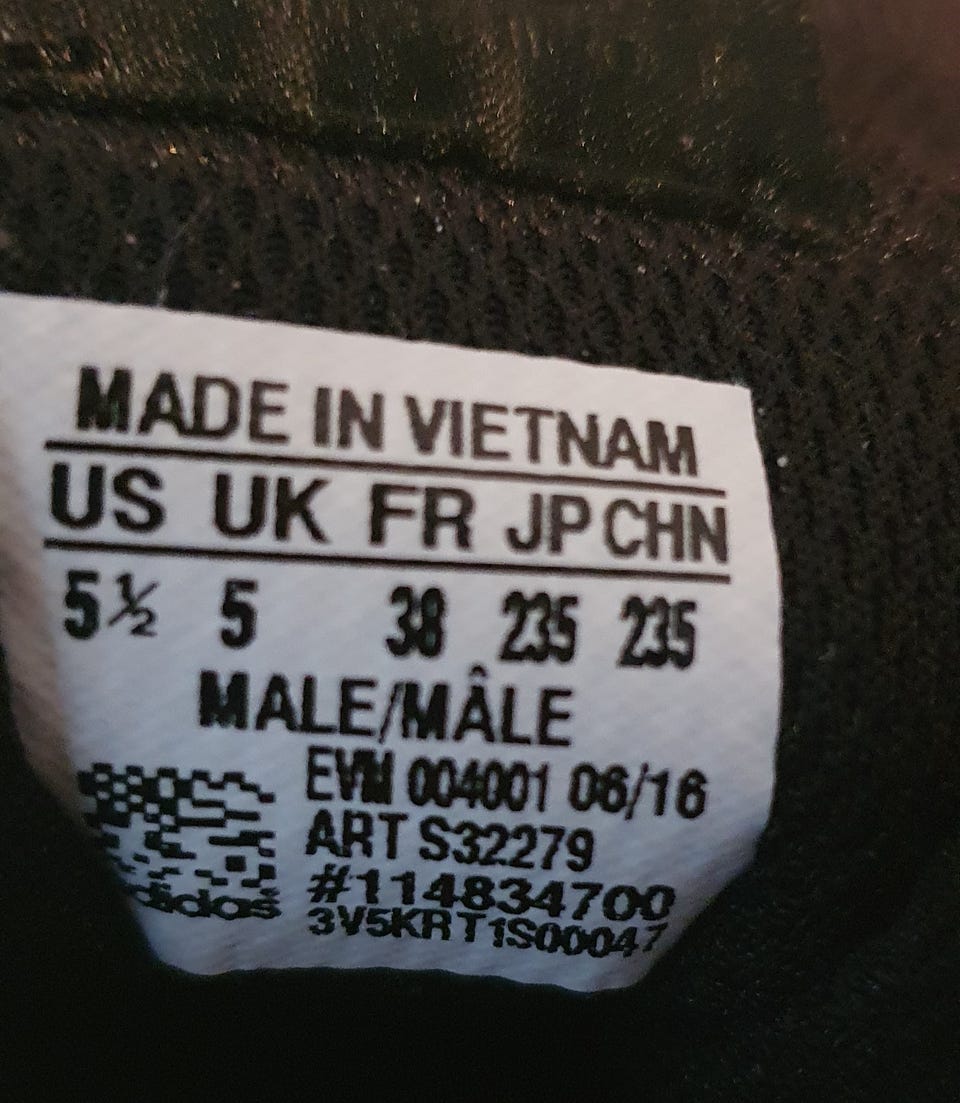 MADE IN VIETNAM
US UK FR JP CHN
5½ 5 38 235 235
MALE/MÂLE
EVM 004001 06/16
ART S32279
#114834700
3V5KRT1S00047
adidas